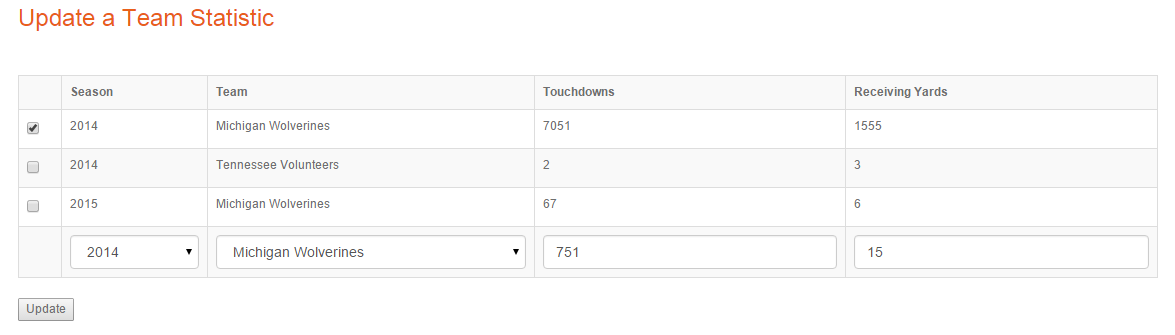 Update a Team Statistic
Season Team Touchdowns Receiving Yards
2014 Michigan Wolverines 7051 1555
2014 Tennessee Volunteers 2 3
2015 Michigan Wolverines 67 6
2014 Michigan Wolverines 751 15
Update